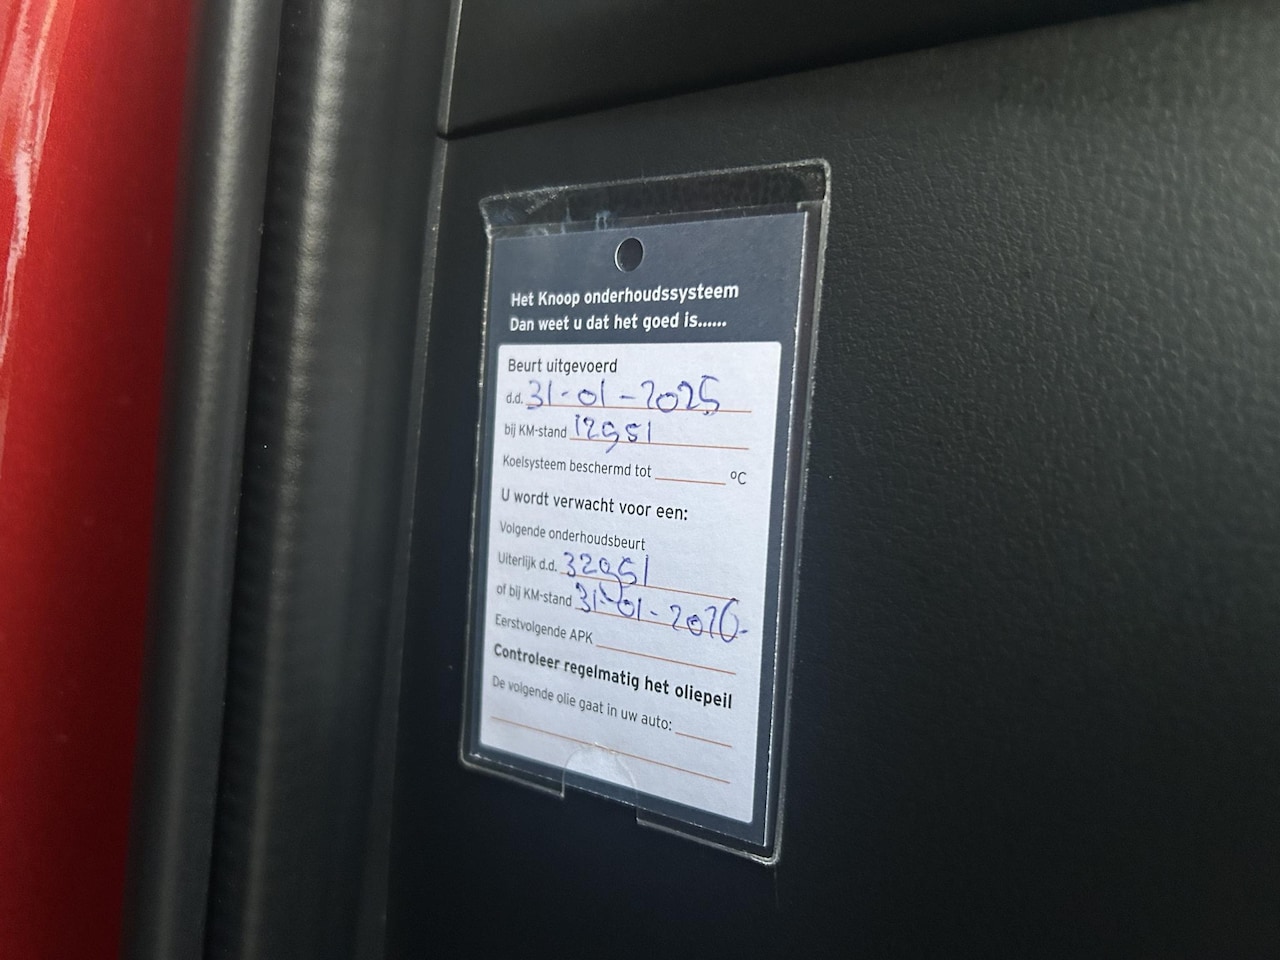 Het Knoop onderhoudssysteem
Dan weet u dat het goed is......
Beurt uitgevoerd
d.d. 31-01-2025
bij KM-stand 12951
Koelsysteem beschermd tot ______ ºC
U wordt verwacht voor een:
Volgende onderhoudsbeurt
Uiterlijk d.d. 32951
of bij KM-stand 31-01-2026-
Eerstvolgende APK
Controleer regelmatig het oliepeil
De volgende olie gaat in uw auto: